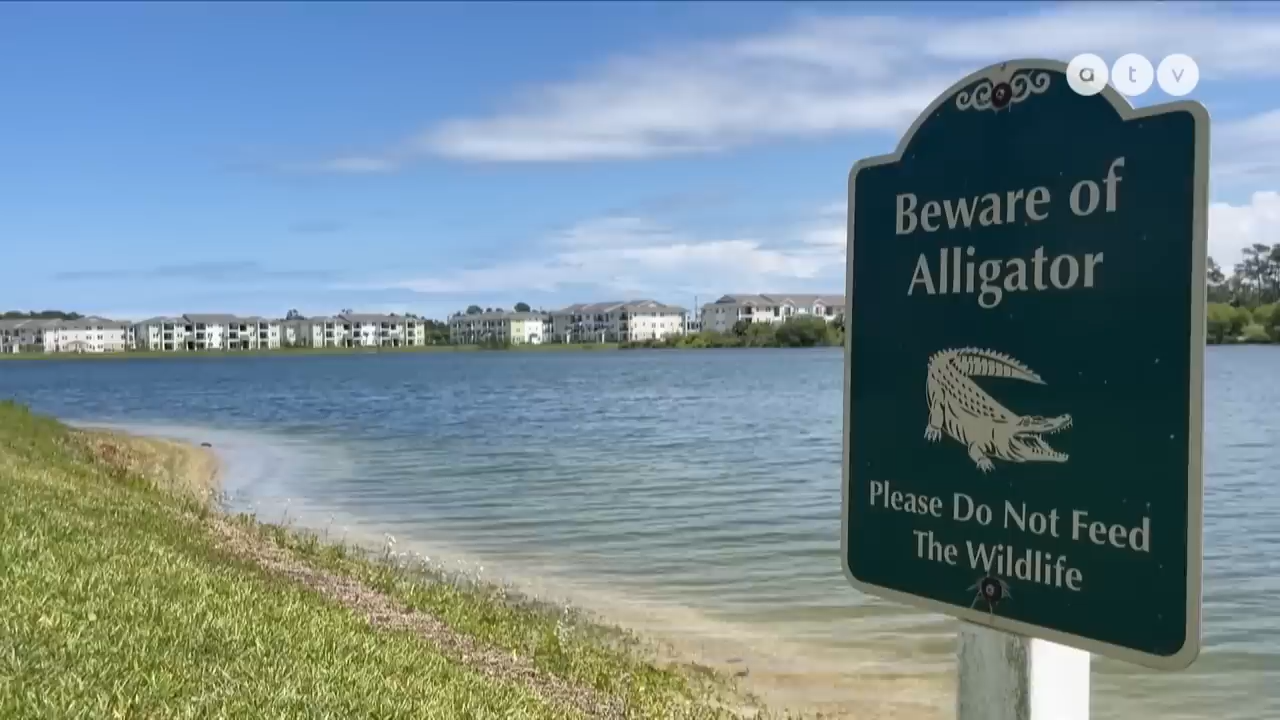 atv
Beware of
Alligator
Please Do Not Feed
The Wildlife